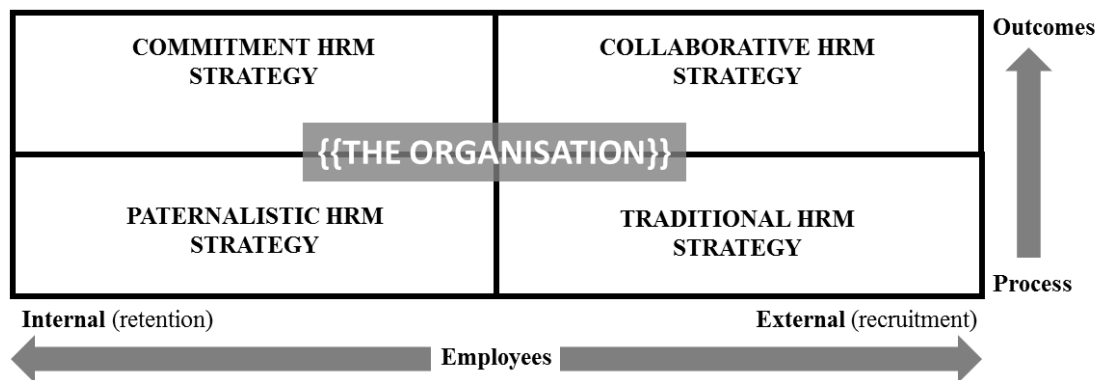 COMMITMENT HRM
STRATEGY
COLLABORATIVE HRM
STRATEGY
Outcomes
{{THE ORGANISATION}}
PATERNALISTIC HRM
STRATEGY
TRADITIONAL HRM
STRATEGY
Process
Internal (retention)
External (recruitment)
Employees